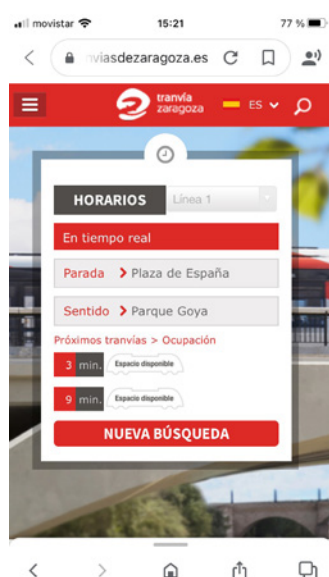 movistar 15:21 77 %
nviasdezaragoza.es
tranvía
zaragoza
ES
HORARIOS Línea 1
En tiempo real
Parada > Plaza de España
Sentido > Parque Goya
Próximos tranvías > Ocupación
3 min. Espacio disponible
9 min. Espacio disponible
NUEVA BÚSQUEDA